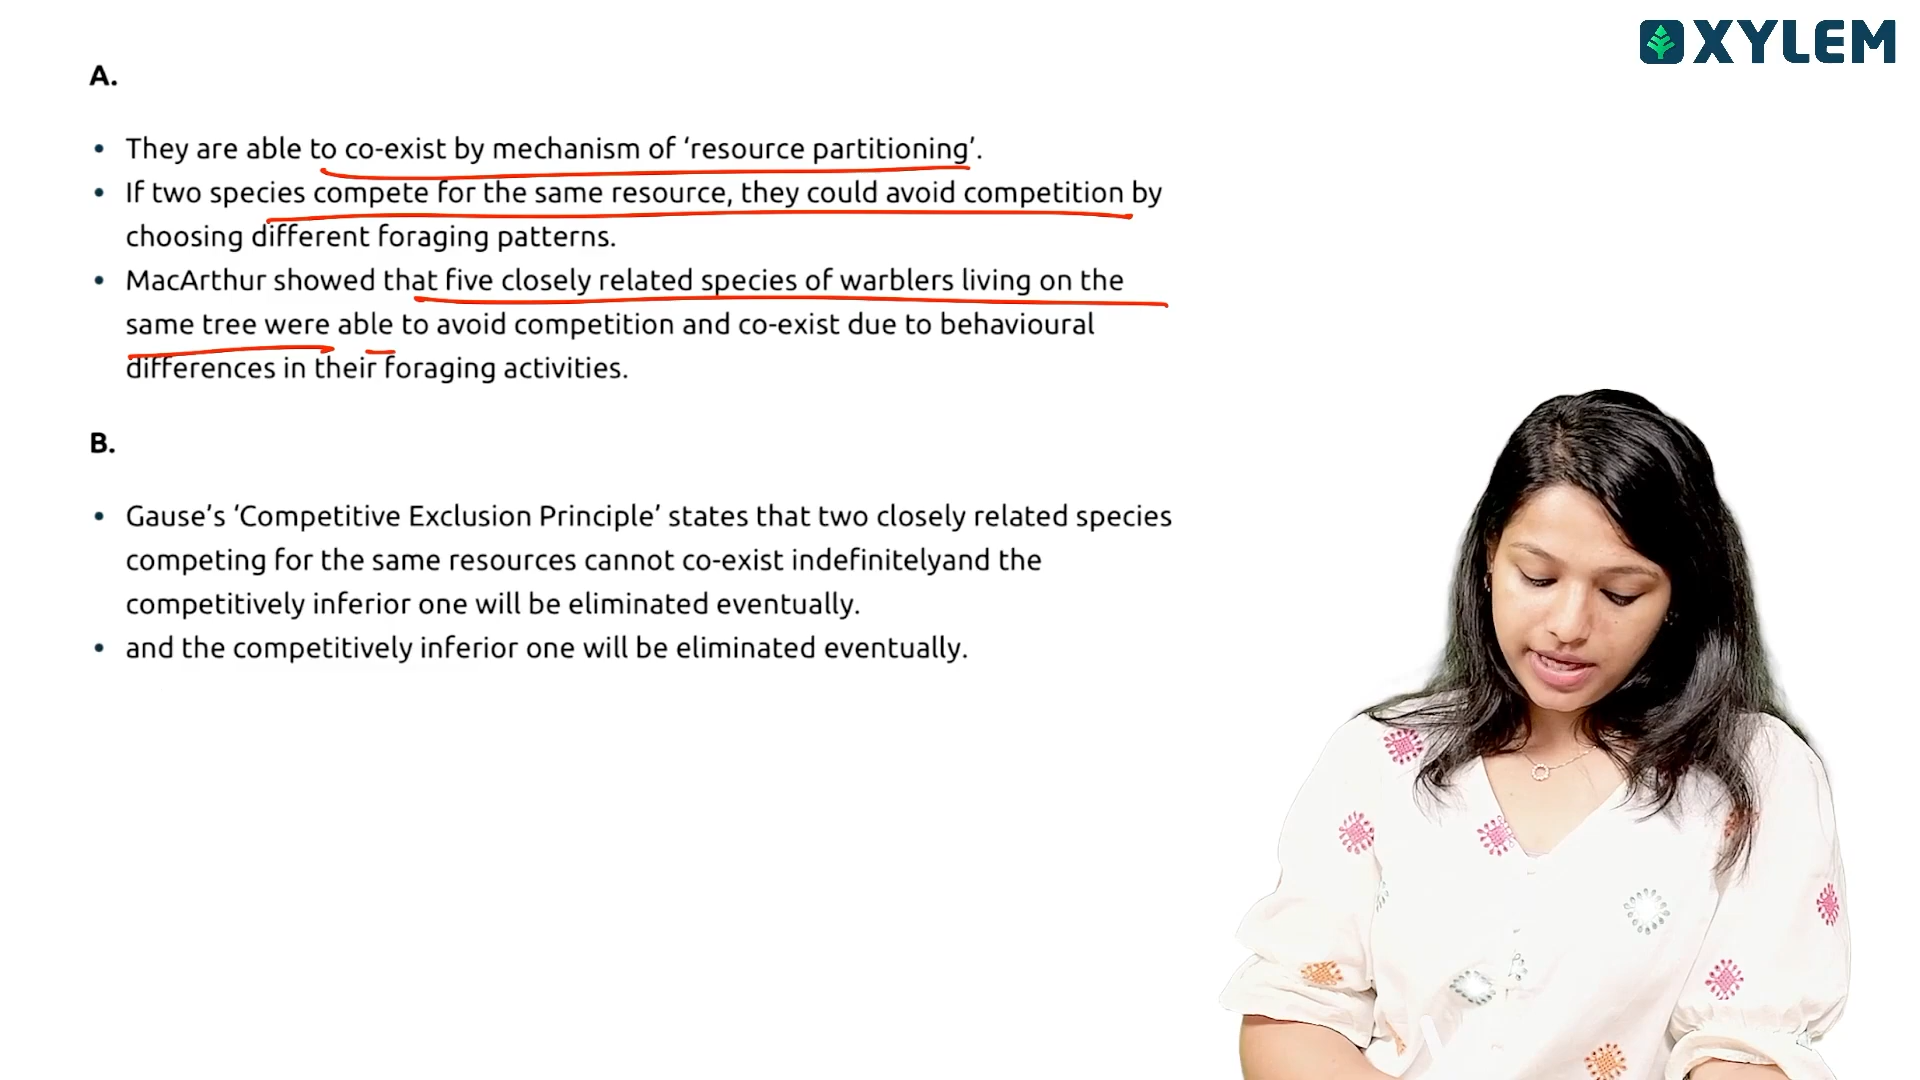 XYLEM
A.
• They are able to co-exist by mechanism of ‘resource partitioning’.
• If two species compete for the same resource, they could avoid competition by
choosing different foraging patterns.
• MacArthur showed that five closely related species of warblers living on the
same tree were able to avoid competition and co-exist due to behavioural
differences in their foraging activities.
B.
• Gause’s ‘Competitive Exclusion Principle’ states that two closely related species
competing for the same resources cannot co-exist indefinitelyand the
competitively inferior one will be eliminated eventually.
• and the competitively inferior one will be eliminated eventually.